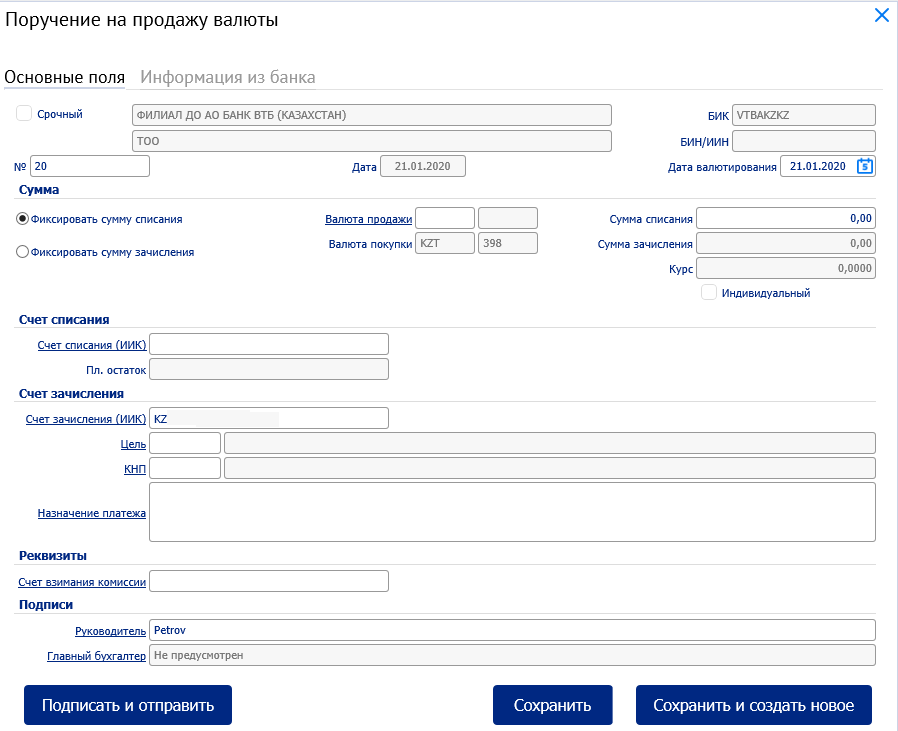 Поручение на продажу валюты
Основные поля Информация из банка
Срочный ФИЛИАЛ ДО АО БАНК ВТБ (КАЗАХСТАН) БИК VTBAKZKZ
ТОО БИН/ИИН
№ 20 Дата 21.01.2020 Дата валютирования 21.01.2020 5
Сумма
Фиксировать сумму списания Валюта продажи Сумма списания 0,00
Фиксировать сумму зачисления Валюта покупки KZT 398 Сумма зачисления 0,00
Курс 0,0000
Индивидуальный
Счет списания
Счет списания (ИИК)
Пл. остаток
Счет зачисления
Счет зачисления (ИИК) KZ
Цель
КНП
Назначение платежа
Реквизиты
Счет взимания комиссии
Подписи
Руководитель Petrov
Главный бухгалтер Не предусмотрен
Подписать и отправить Сохранить Сохранить и создать новое